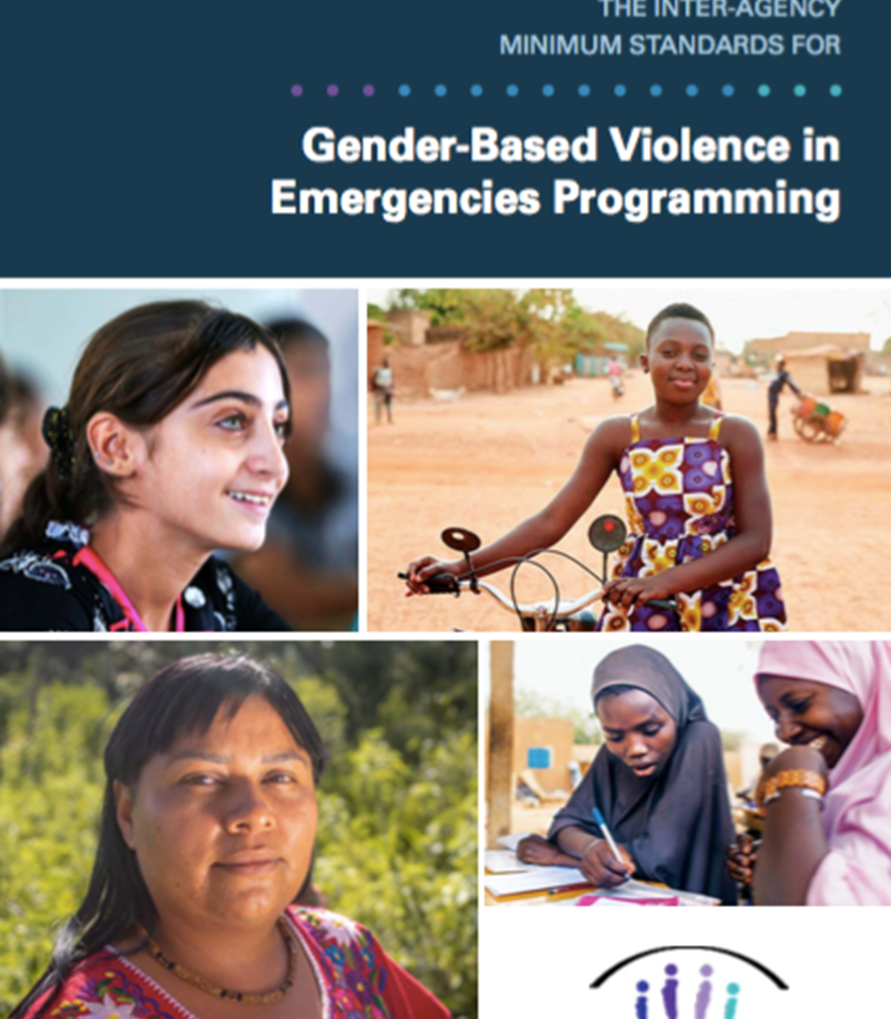 THE INTER-AGENCY
MINIMUM STANDARDS FOR
Gender-Based Violence in
Emergencies Programming